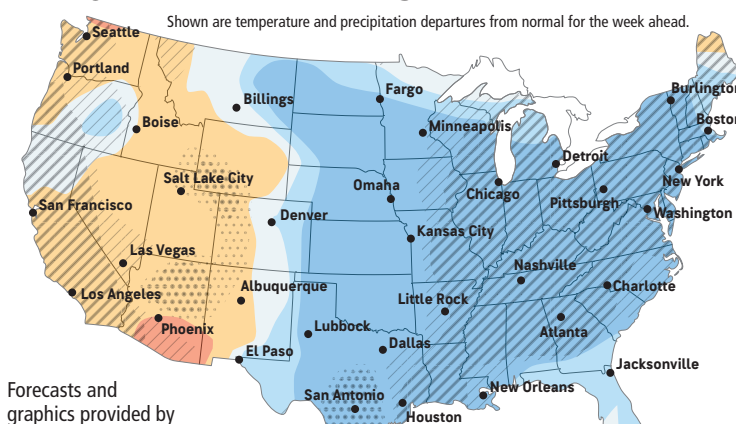 Shown are temperature and precipitation departures from normal for the week ahead.
Seattle
Portland
Billings
Fargo
Burlington
Boise
Minneapolis
Boston
Detroit
Salt Lake City
Omaha
Chicago
New York
San Francisco
Pittsburgh
Denver
Washington
Kansas City
Las Vegas
Nashville
Los Angeles
Albuquerque
Little Rock
Charlotte
Phoenix
Lubbock
Atlanta
El Paso
Dallas
Jacksonville
San Antonio
New Orleans
Houston
Forecasts and
graphics provided by